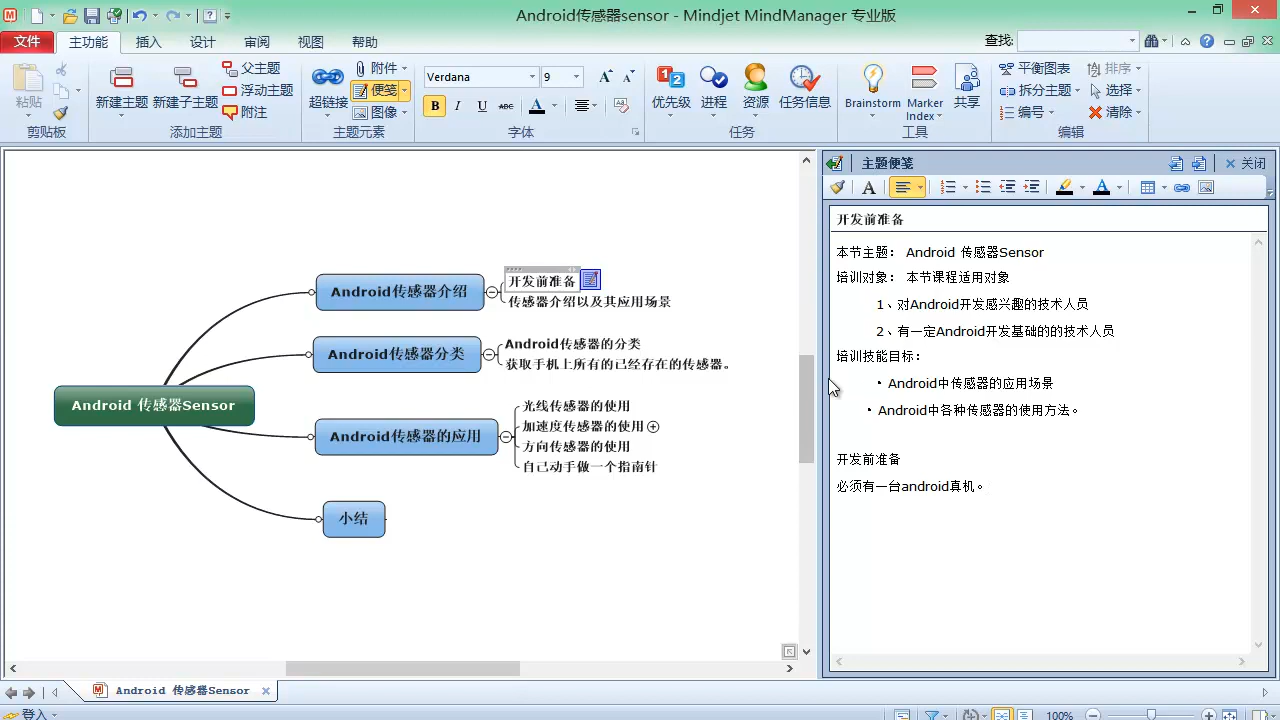 Android传感器sensor - Mindjet MindManager 专业版
文件 主功能 插入 设计 审阅 视图 帮助 查找:
粘贴
剪贴板
新建主题 新建子主题 父主题 浮动主题 附注
添加主题
超链接 附件 便笺 图像
主题元素
Verdana 9
B I U ABC A
字体
优先级 进程 资源 任务信息
任务
Brainstorm Marker Index 共享
工具
平衡图表 排序
拆分主题 选择
编号 清除
编辑
Android 传感器Sensor
Android传感器介绍
开发前准备
传感器介绍以及其应用场景
Android传感器分类
Android传感器的分类
获取手机上所有的已经存在的传感器。
Android传感器的应用
光线传感器的使用
加速度传感器的使用
方向传感器的使用
自己动手做一个指南针
小结
主题便笺 关闭
开发前准备
本节主题: Android 传感器Sensor
培训对象: 本节课程适用对象
1、对Android开发感兴趣的技术人员
2、有一定Android开发基础的的技术人员
培训技能目标:
• Android中传感器的应用场景
• Android中各种传感器的使用方法。
开发前准备
必须有一台android真机。
Android 传感器Sensor
登入 100%